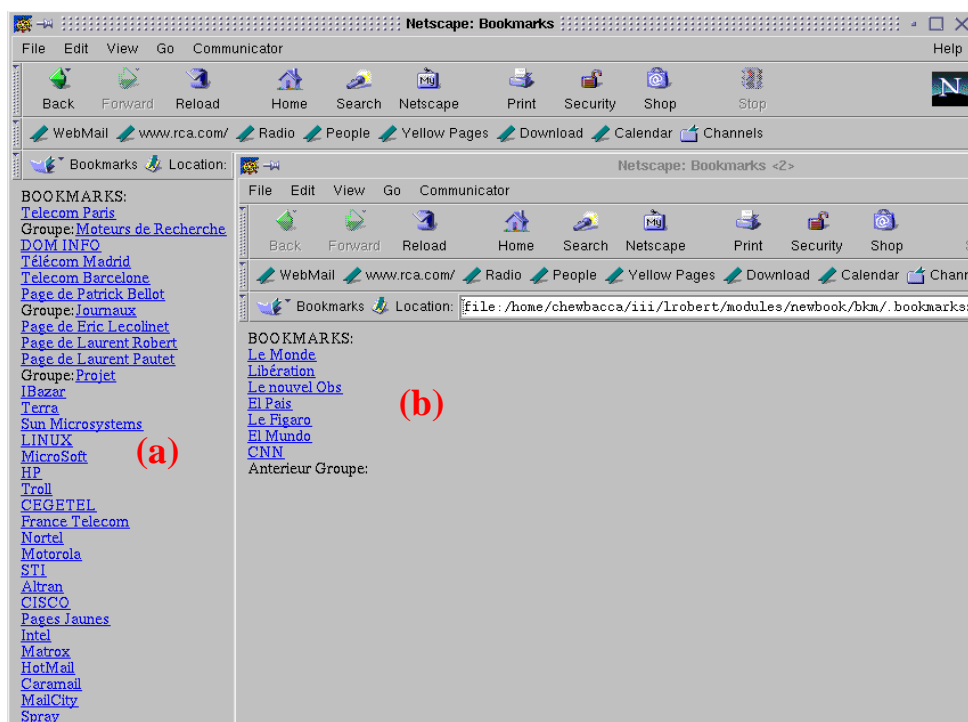 Netscape: Bookmarks
File Edit View Go Communicator Help
Back Forward Reload Home Search Netscape Print Security Shop Stop
N
WebMail www.rca.com/ Radio People Yellow Pages Download Calendar Channels
Bookmarks Location:
BOOKMARKS:
Telecom Paris
Groupe:Moteurs de Recherche
DOM INFO
Télécom Madrid
Telecom Barcelone
Page de Patrick Bellot
Groupe:Journaux
Page de Eric Lecolinet
Page de Laurent Robert
Page de Laurent Pautet
Groupe:Projet
IBazar
Terra
Sun Microsystems
LINUX
MicroSoft
HP
Troll
CEGETEL
France Telecom
Nortel
Motorola
STI
Altran
CISCO
Pages Jaunes
Intel
Matrox
HotMail
Caramail
MailCity
Spray
(a)
Netscape: Bookmarks <2>
File Edit View Go Communicator
Back Forward Reload Home Search Netscape Print Security Shop
WebMail www.rca.com/ Radio People Yellow Pages Download Calendar Chann
Bookmarks Location: file:/home/chewbacca/iii/lrobert/modules/newbook/bkm/.bookmarks
BOOKMARKS:
Le Monde
Libération
Le nouvel Obs
El Pais
Le Figaro
El Mundo
CNN
Anterieur Groupe:
(b)